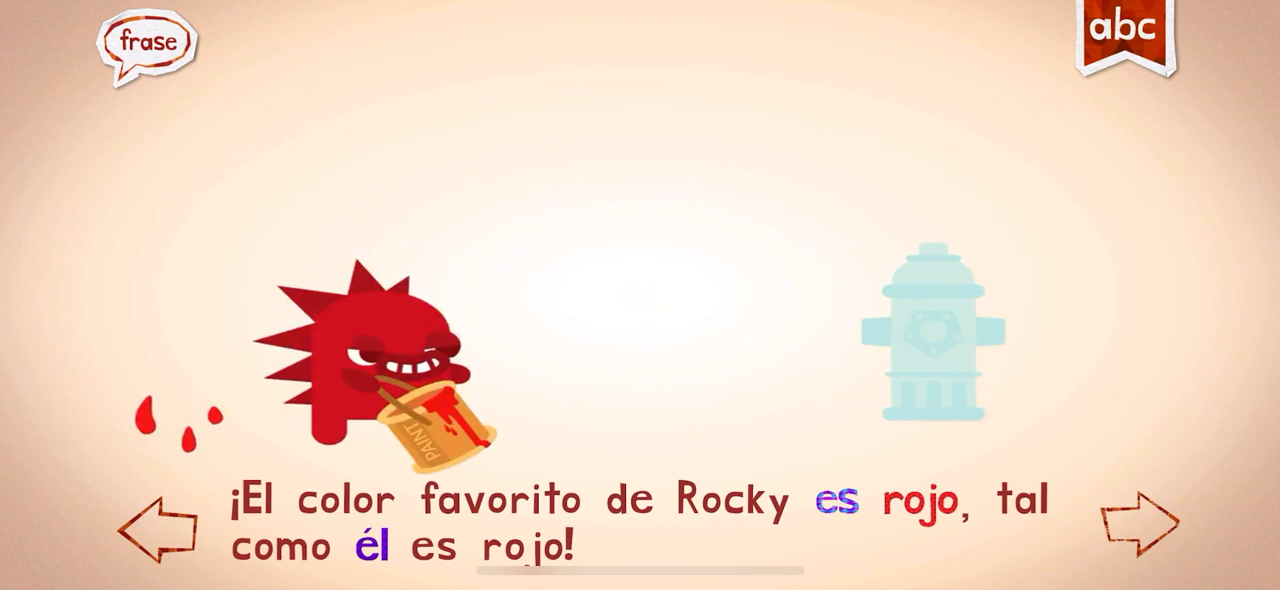 frase
abc
PAINT
¡El color favorito de Rocky es rojo, tal
como él es rojo!